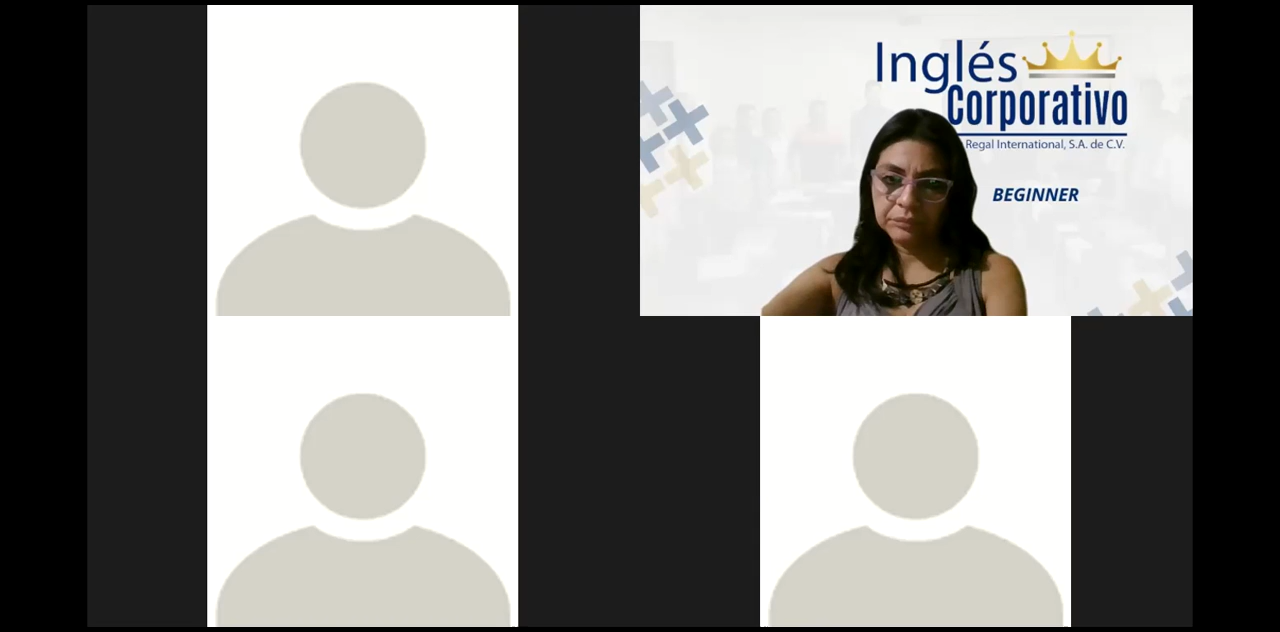 Inglés
Corporativo
Regal International, S.A. de C.V.
BEGINNER